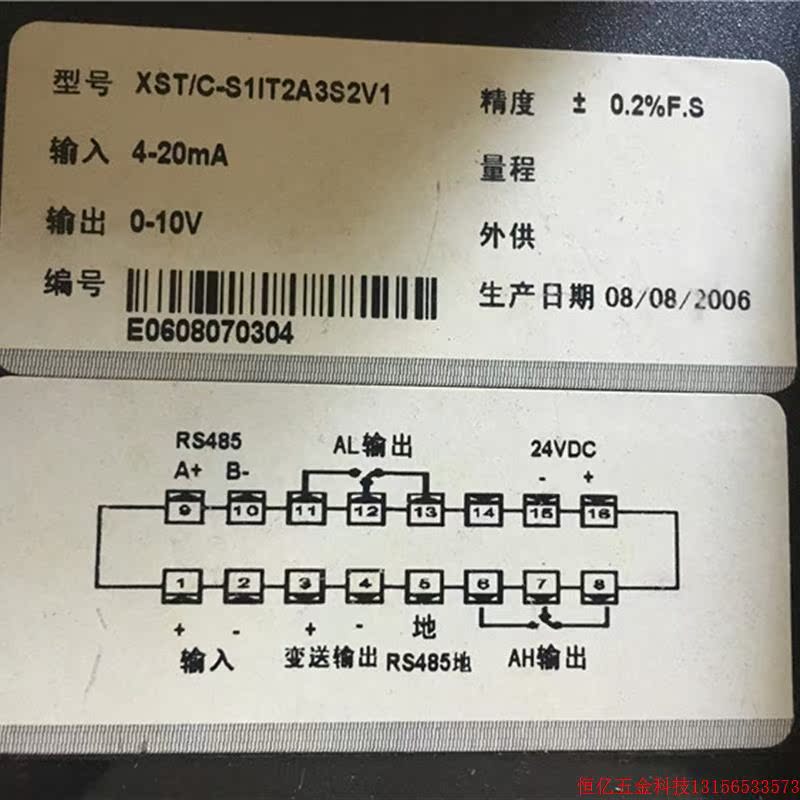 型号 XST/C-S1IT2A3S2V1
精度 ± 0.2%F.S
输入 4-20mA
量程
输出 0-10V
外供
编号
E0608070304
生产日期 08/08/2006
RS485
AL输出
24VDC
A+ B-
- +
9 10 11 12 13 14 15 16
1 2 3 4 5 6 7 8
+ - + - 地
输入
变送输出
RS485地
AH输出
恒亿五金科技13156533573